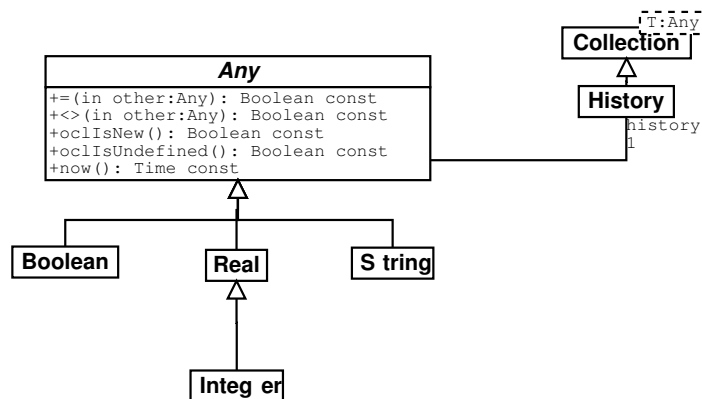 T:Any
Collection
Any
+=(in other:Any): Boolean const
+<>(in other:Any): Boolean const
+oclIsNew(): Boolean const
+oclIsUndefined(): Boolean const
+now(): Time const
History
history
1
Boolean
Real
S tring
Integ er